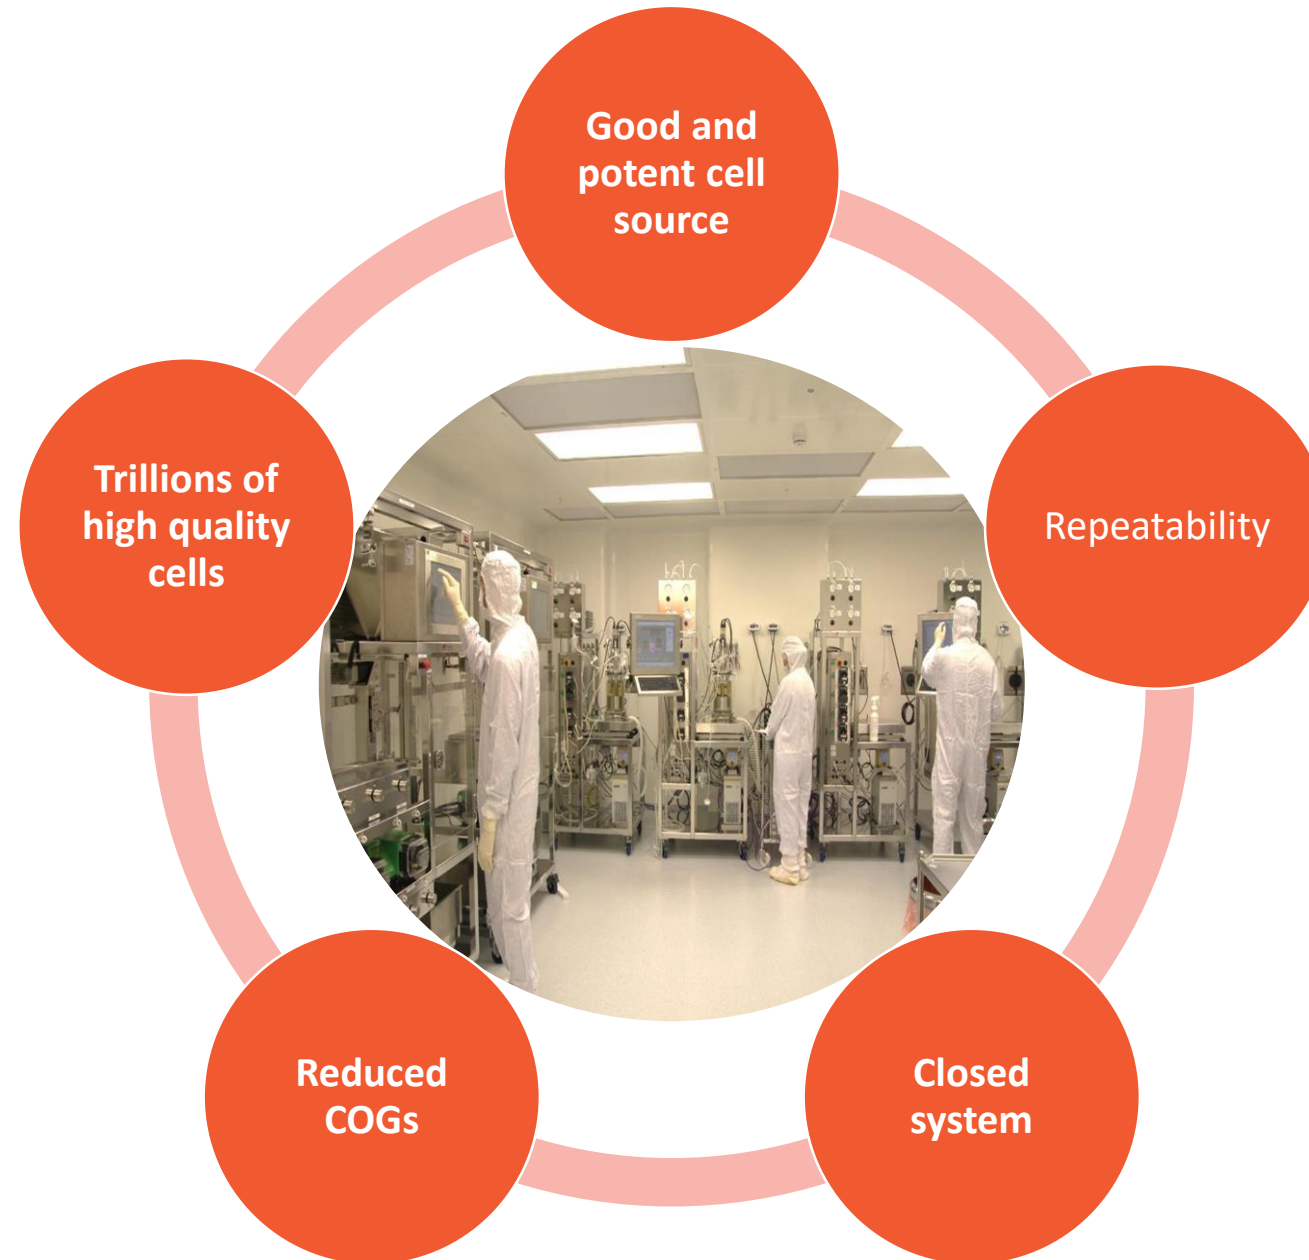 Good and
potent cell
source
Repeatability
Closed
system
Reduced
COGs
Trillions of
high quality
cells